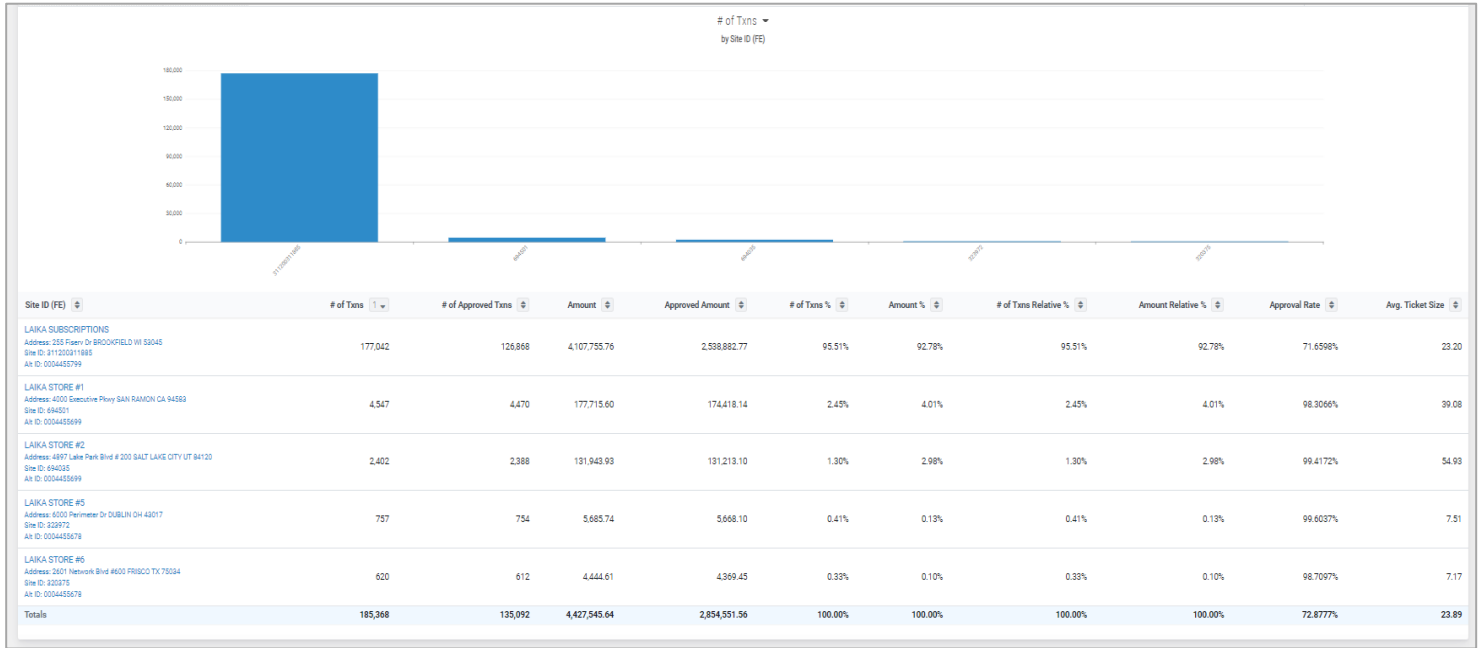 # of Txns
by Site ID (FE)
180,000
150,000
120,000
90,000
60,000
30,000
0
311200311885
694501
694035
323972
320375
Site ID (FE) # of Txns 1 # of Approved Txns Amount Approved Amount # of Txns % Amount % # of Txns Relative % Amount Relative % Approval Rate Avg. Ticket Size
LAIKA SUBSCRIPTIONS
Address: 255 Fiserv Dr BROOKFIELD WI 53045
Site ID: 311200311885
Alt ID: 0004455799
177,042 126,868 4,107,755.76 2,538,882.77 95.51% 92.78% 95.51% 92.78% 71.6598% 23.20
LAIKA STORE #1
Address: 4000 Executive Pkwy SAN RAMON CA 94583
Site ID: 694501
Alt ID: 0004455699
4,547 4,470 177,715.60 174,418.14 2.45% 4.01% 2.45% 4.01% 98.3066% 39.08
LAIKA STORE #2
Address: 4897 Lake Park Blvd # 200 SALT LAKE CITY UT 84120
Site ID: 694035
Alt ID: 0004455699
2,402 2,388 131,943.93 131,213.10 1.30% 2.98% 1.30% 2.98% 99.4172% 54.93
LAIKA STORE #5
Address: 6000 Perimeter Dr DUBLIN OH 43017
Site ID: 323972
Alt ID: 0004455678
757 754 5,685.74 5,668.10 0.41% 0.13% 0.41% 0.13% 99.6037% 7.51
LAIKA STORE #6
Address: 2601 Network Blvd #600 FRISCO TX 75034
Site ID: 320375
Alt ID: 0004455678
620 612 4,444.61 4,369.45 0.33% 0.10% 0.33% 0.10% 98.7097% 7.17
Totals 185,368 135,092 4,427,545.64 2,854,551.56 100.00% 100.00% 100.00% 100.00% 72.8777% 23.89